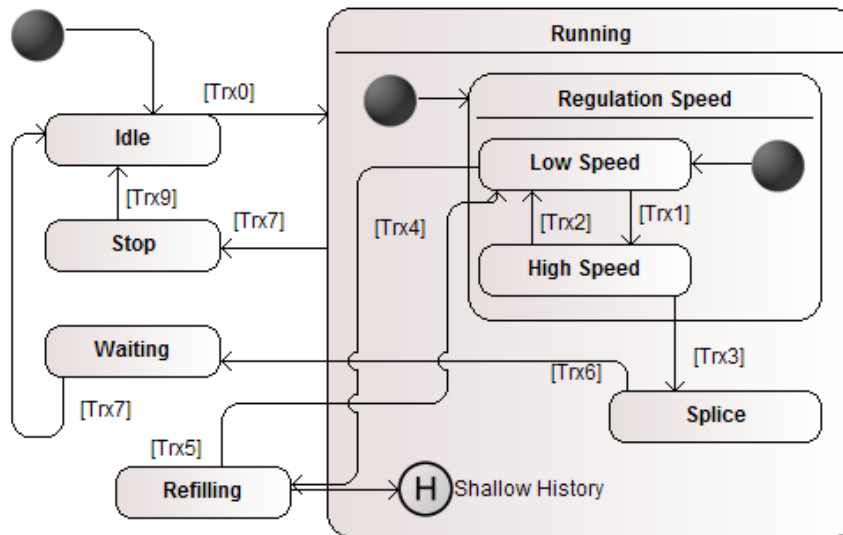 Running
[Trx0]
Regulation Speed
Idle
Low Speed
[Trx9]
[Trx7]
[Trx4]
[Trx2]
[Trx1]
Stop
High Speed
Waiting
[Trx3]
[Trx6]
[Trx7]
Splice
[Trx5]
Refilling
H Shallow History